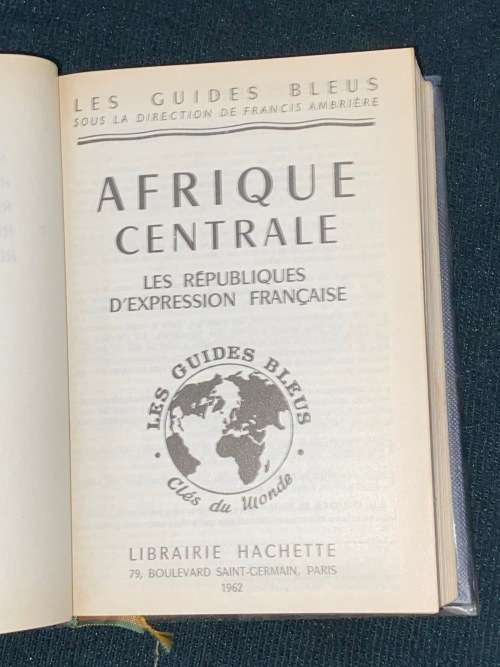 LES GUIDES BLEUS
SOUS LA DIRECTION DE FRANCIS AMBRIÈRE
AFRIQUE
CENTRALE
LES RÉPUBLIQUES
D'EXPRESSION FRANÇAISE
• LES GUIDES BLEUS •
Clés du Monde
LIBRAIRIE HACHETTE
79, BOULEVARD SAINT-GERMAIN, PARIS
1962